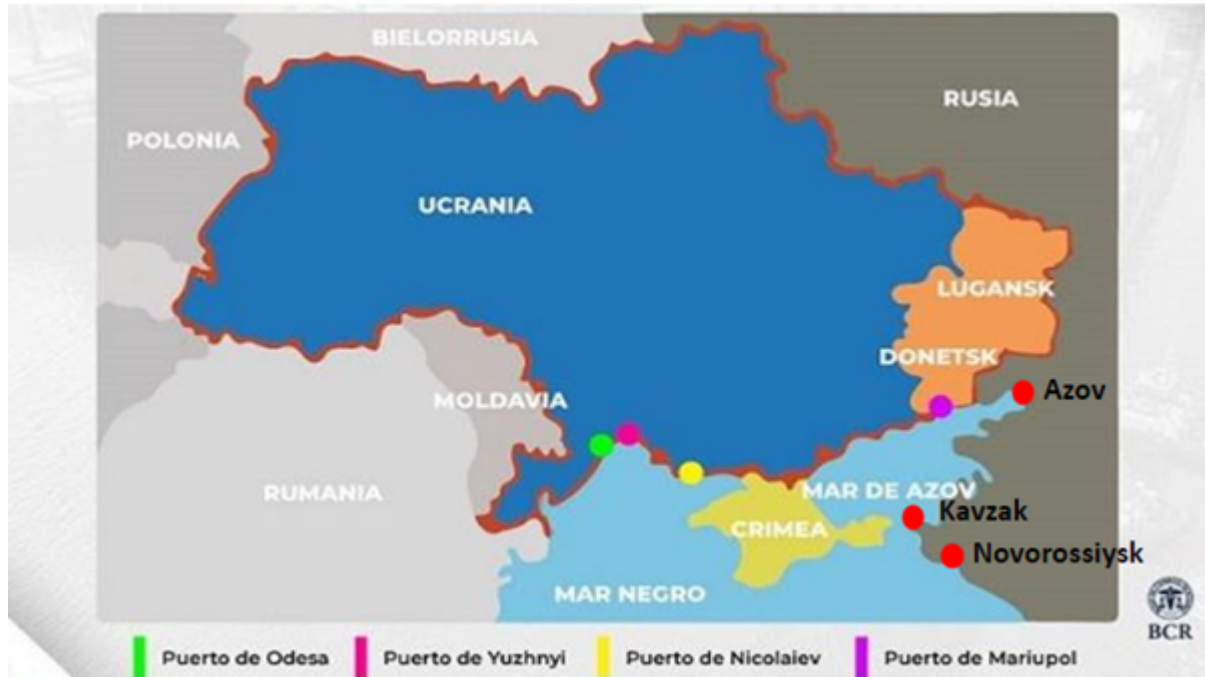 BIELORRUSIA
RUSIA
POLONIA
UCRANIA
LUGANSK
DONETSK
Azov
MOLDAVIA
RUMANIA
MAR DE AZOV
Kavzak
CRIMEA
Novorossiysk
MAR NEGRO
BCR
Puerto de Odesa
Puerto de Yuzhnyi
Puerto de Nicolaiev
Puerto de Mariupol